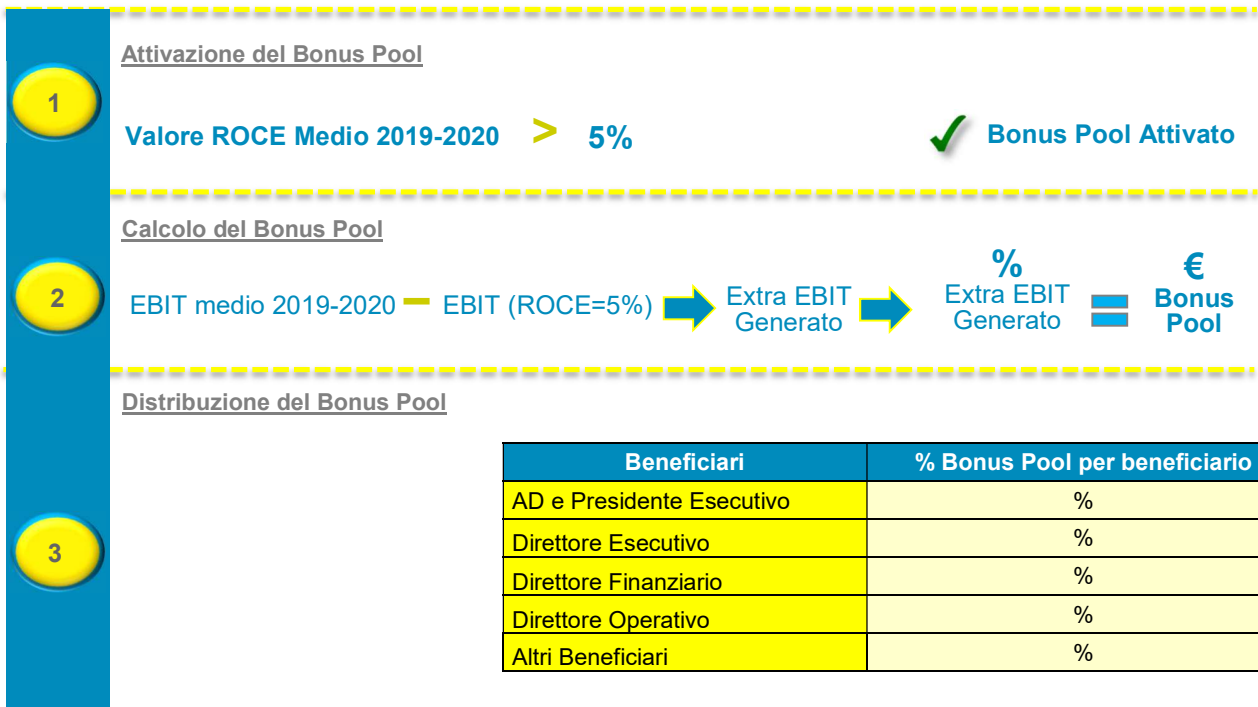 Attivazione del Bonus Pool
1
Valore ROCE Medio 2019-2020 > 5% Bonus Pool Attivato
Calcolo del Bonus Pool
2
EBIT medio 2019-2020 – EBIT (ROCE=5%) Extra EBIT Generato % Extra EBIT Generato = € Bonus Pool
Distribuzione del Bonus Pool
3
Beneficiari % Bonus Pool per beneficiario
AD e Presidente Esecutivo %
Direttore Esecutivo %
Direttore Finanziario %
Direttore Operativo %
Altri Beneficiari %